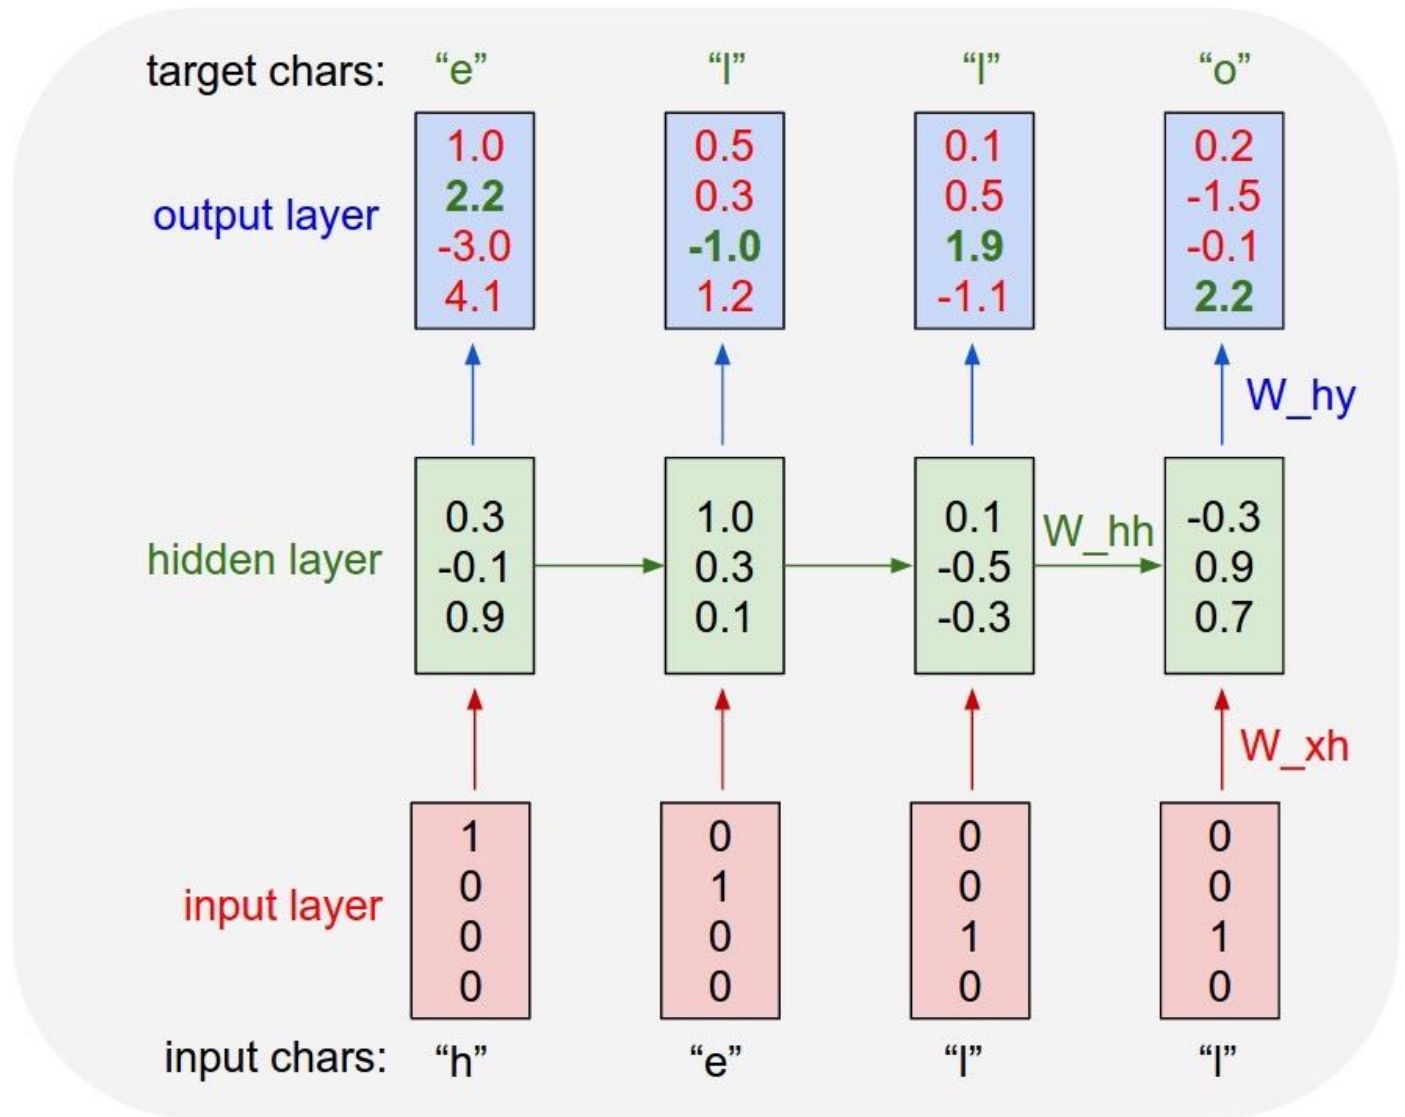 target chars: “e” “l” “l” “o”
1.0 0.5 0.1 0.2
2.2 0.3 0.5 -1.5
output layer -3.0 -1.0 1.9 -0.1
4.1 1.2 -1.1 2.2
W_hy
0.3 1.0 0.1 W_hh -0.3
hidden layer -0.1 0.3 -0.5 0.9
0.9 0.1 -0.3 0.7
W_xh
1 0 0 0
0 1 0 0
input layer 0 0 1 1
0 0 0 0
input chars: “h” “e” “l” “l”